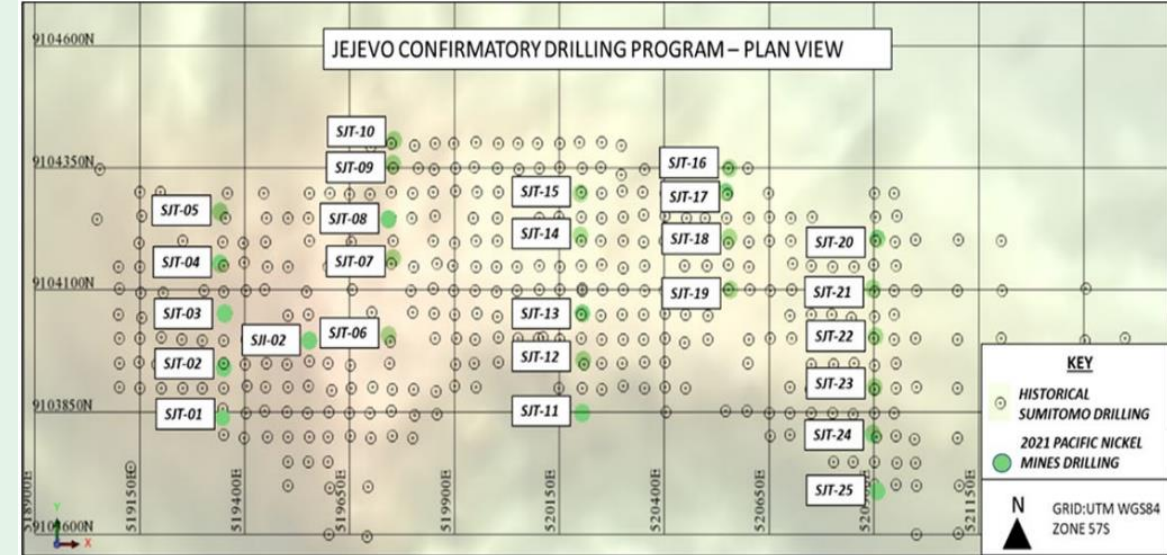 JEJEVO CONFIRMATORY DRILLING PROGRAM – PLAN VIEW
9104600N
SJT-10
9104350N
SJT-09
SJT-16
SJT-15
SJT-17
SJT-05
SJT-08
SJT-14
SJT-18
SJT-20
SJT-04
SJT-07
9104100N
SJT-19
SJT-21
SJT-03
SJT-13
SJI-02
SJT-06
SJT-22
SJT-02
SJT-12
SJT-23
9103850N
SJT-01
SJT-11
SJT-24
SJT-25
KEY
HISTORICAL
SUMITOMO DRILLING
2021 PACIFIC NICKEL
MINES DRILLING
518900E
519150E
519400E
519650E
519900E
520150E
520400E
520650E
521150E
Y
X
N
GRID:UTM WGS84
ZONE 57S